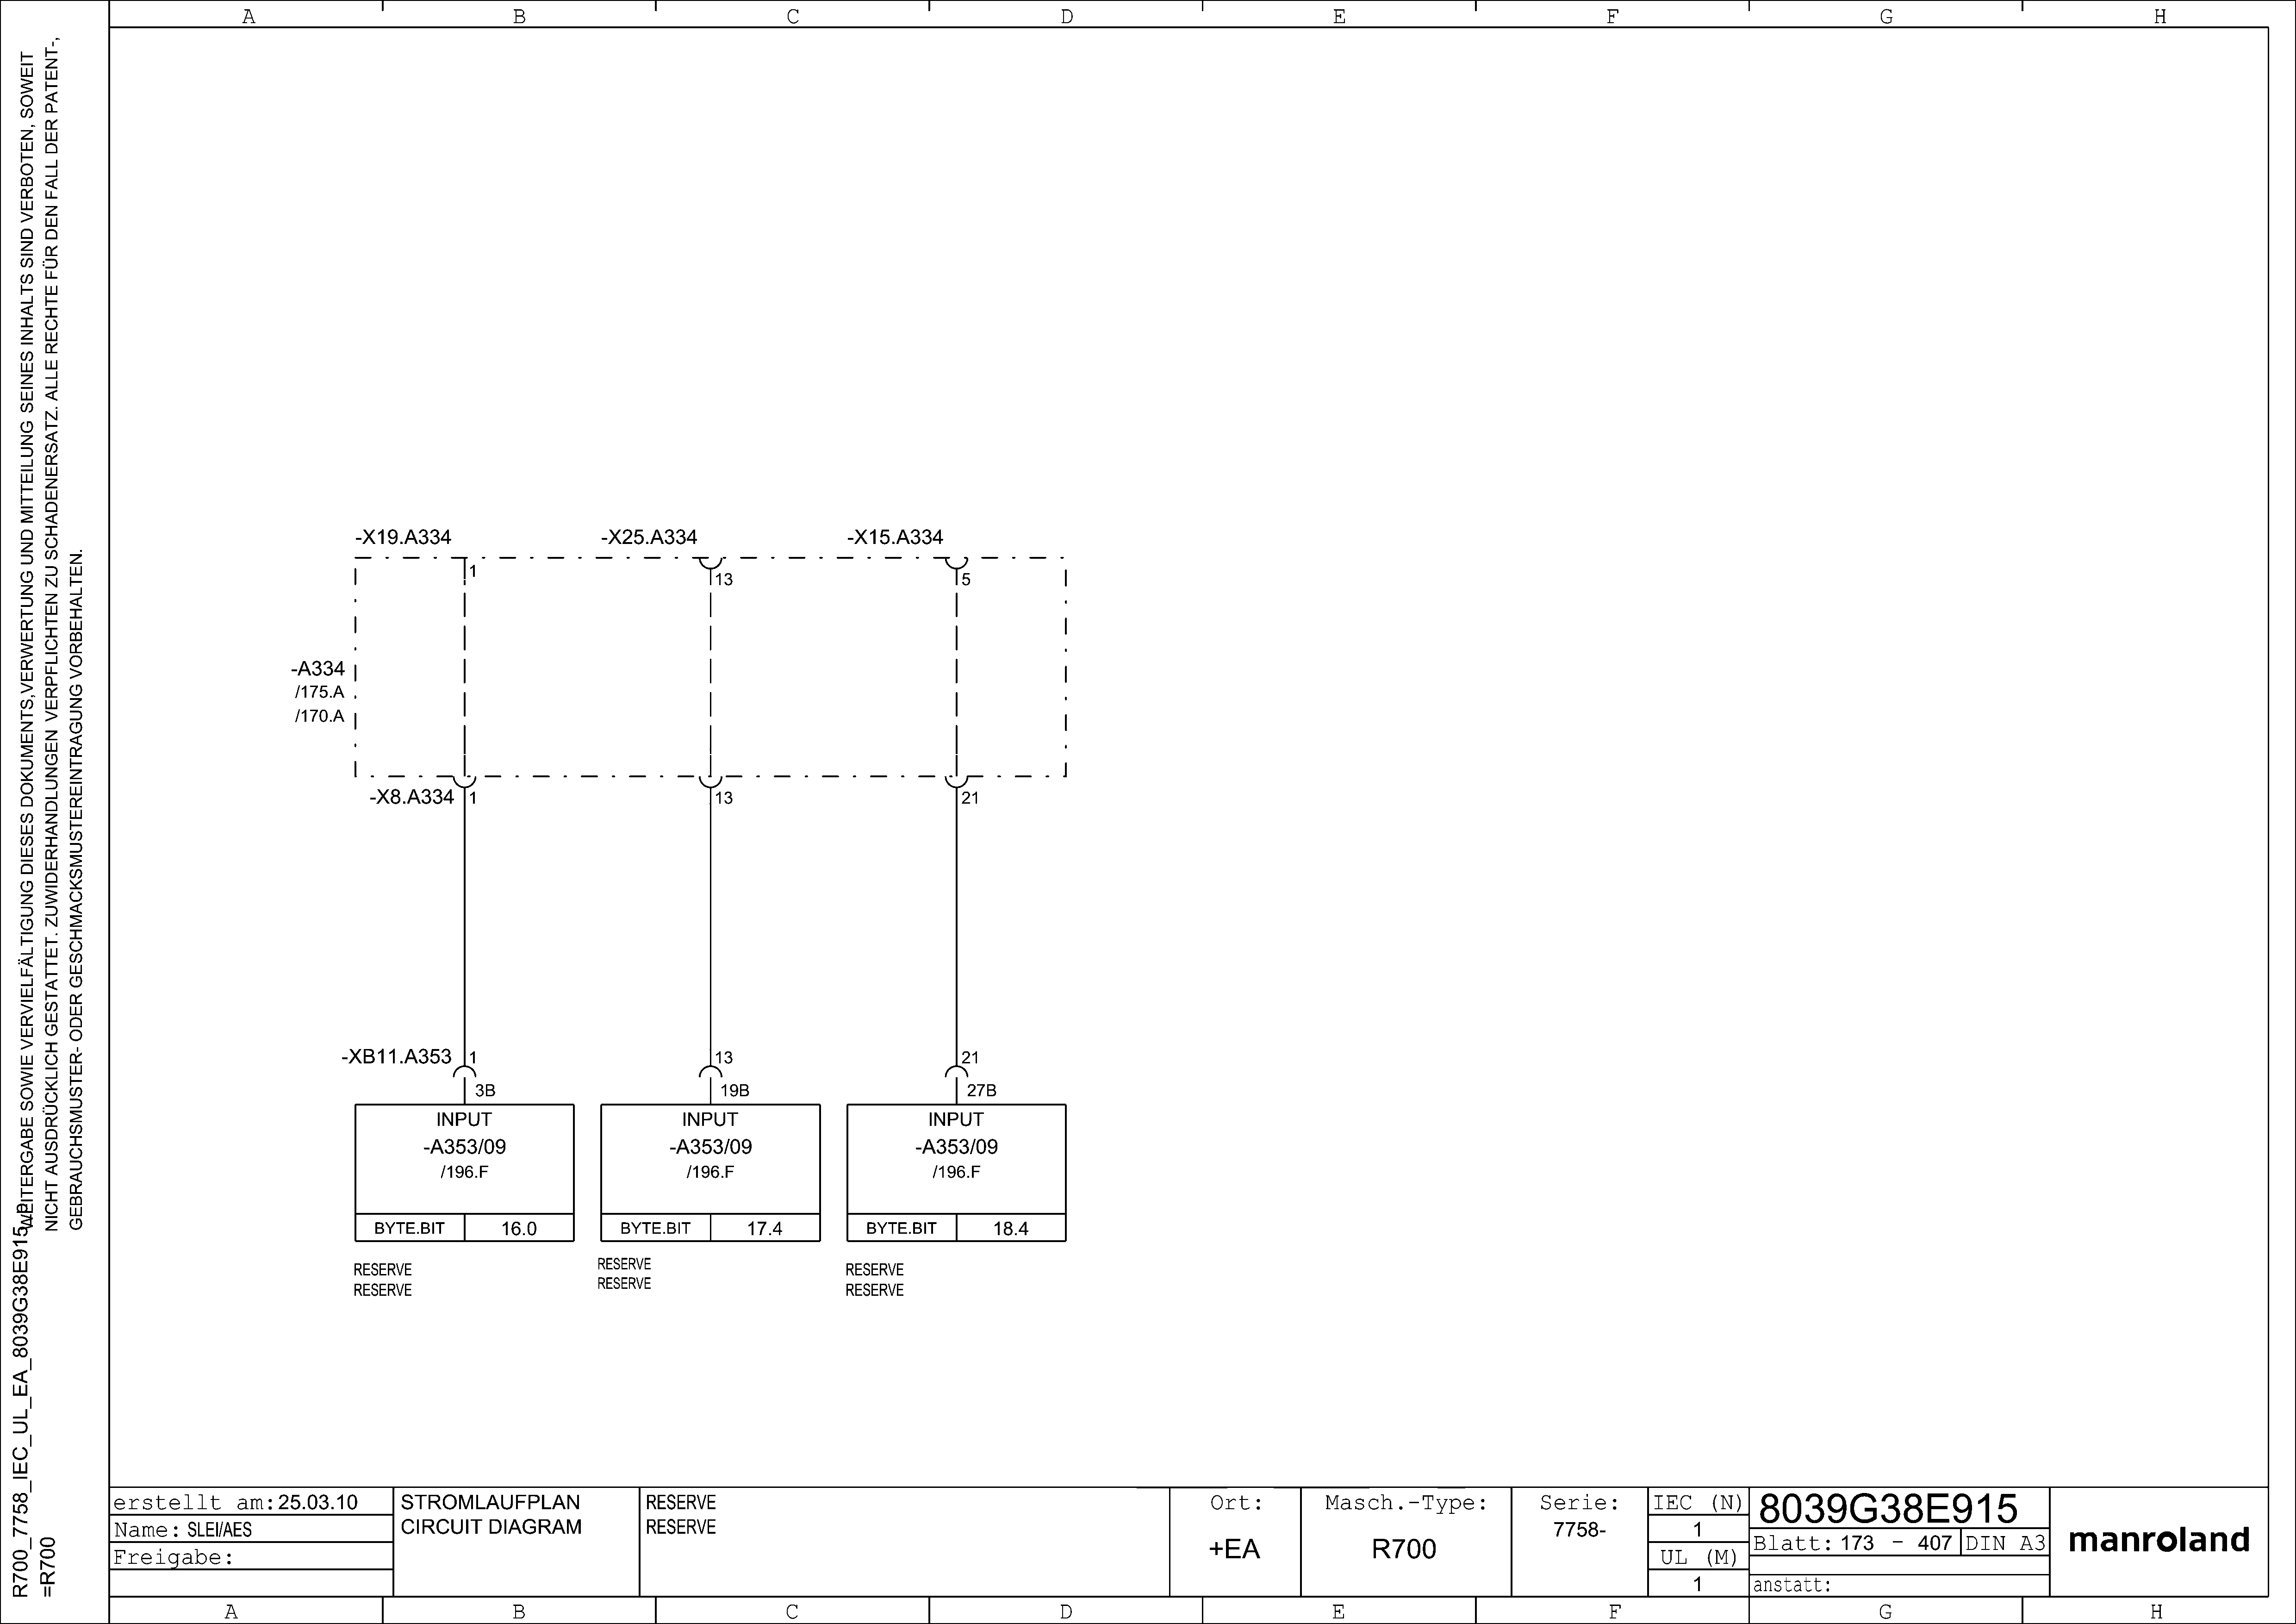 A B C D E F G H
WEITERGABE SOWIE VERVIELFÄLTIGUNG DIESES DOKUMENTS,VERWERTUNG UND MITTEILUNG SEINES INHALTS SIND VERBOTEN, SOWEIT
NICHT AUSDRÜCKLICH GESTATTET. ZUWIDERHANDLUNGEN VERPFLICHTEN ZU SCHADENERSATZ. ALLE RECHTE FÜR DEN FALL DER PATENT-,
GEBRAUCHSMUSTER- ODER GESCHMACKSMUSTEREINTRAGUNG VORBEHALTEN.
-X19.A334 -X25.A334 -X15.A334
1 13 5
-A334
/175.A
/170.A
-X8.A334 1 13 21
-XB11.A353 1 13 21
3B 19B 27B
INPUT INPUT INPUT
-A353/09 -A353/09 -A353/09
/196.F /196.F /196.F
BYTE.BIT 16.0 BYTE.BIT 17.4 BYTE.BIT 18.4
RESERVE RESERVE RESERVE
RESERVE RESERVE RESERVE
R700_7758_IEC_UL_EA_8039G38E915
=R700
erstellt am: 25.03.10
Name: SLEI/AES
Freigabe:
STROMLAUFPLAN
CIRCUIT DIAGRAM
RESERVE
RESERVE
Ort:
+EA
Masch.-Type:
R700
Serie:
7758-
IEC (N)
1
UL (M)
1
8039G38E915
Blatt: 173 - 407 DIN A3
anstatt:
manroland
A B C D E F G H